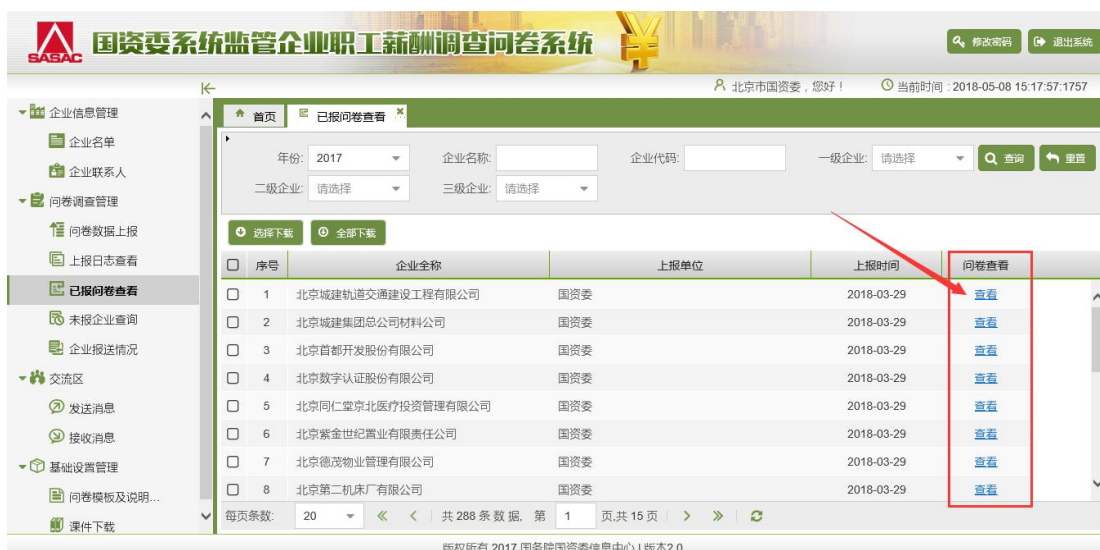 国资委系统监管企业职工薪酬调查问卷系统
SASAC
修改密码 退出系统
北京市国资委，您好！ 当前时间：2018-05-08 15:17:57:1757
企业信息管理
企业名单
企业联系人
问卷调查管理
问卷数据上报
上报日志查看
已报问卷查看
未报企业查询
企业报送情况
交流区
发送消息
接收消息
基础设置管理
问卷模板及说明...
课件下载
首页 已报问卷查看
年份: 2017 企业名称: 企业代码: 一级企业: 请选择 查询 重置
二级企业: 请选择 三级企业: 请选择
选择下载 全部下载
序号 企业全称 上报单位 上报时间 问卷查看
1 北京城建轨道交通建设工程有限公司 国资委 2018-03-29 查看
2 北京城建集团总公司材料公司 国资委 2018-03-29 查看
3 北京首都开发股份有限公司 国资委 2018-03-29 查看
4 北京数字认证股份有限公司 国资委 2018-03-29 查看
5 北京同仁堂京北医疗投资管理有限公司 国资委 2018-03-29 查看
6 北京紫金世纪置业有限责任公司 国资委 2018-03-29 查看
7 北京德茂物业管理有限公司 国资委 2018-03-29 查看
8 北京第二机床厂有限公司 国资委 2018-03-29 查看
每页条数: 20 共 288 条 数 据, 第 1 页,共 15 页
版权所有 2017 国务院国资委信息中心 | 版本2.0